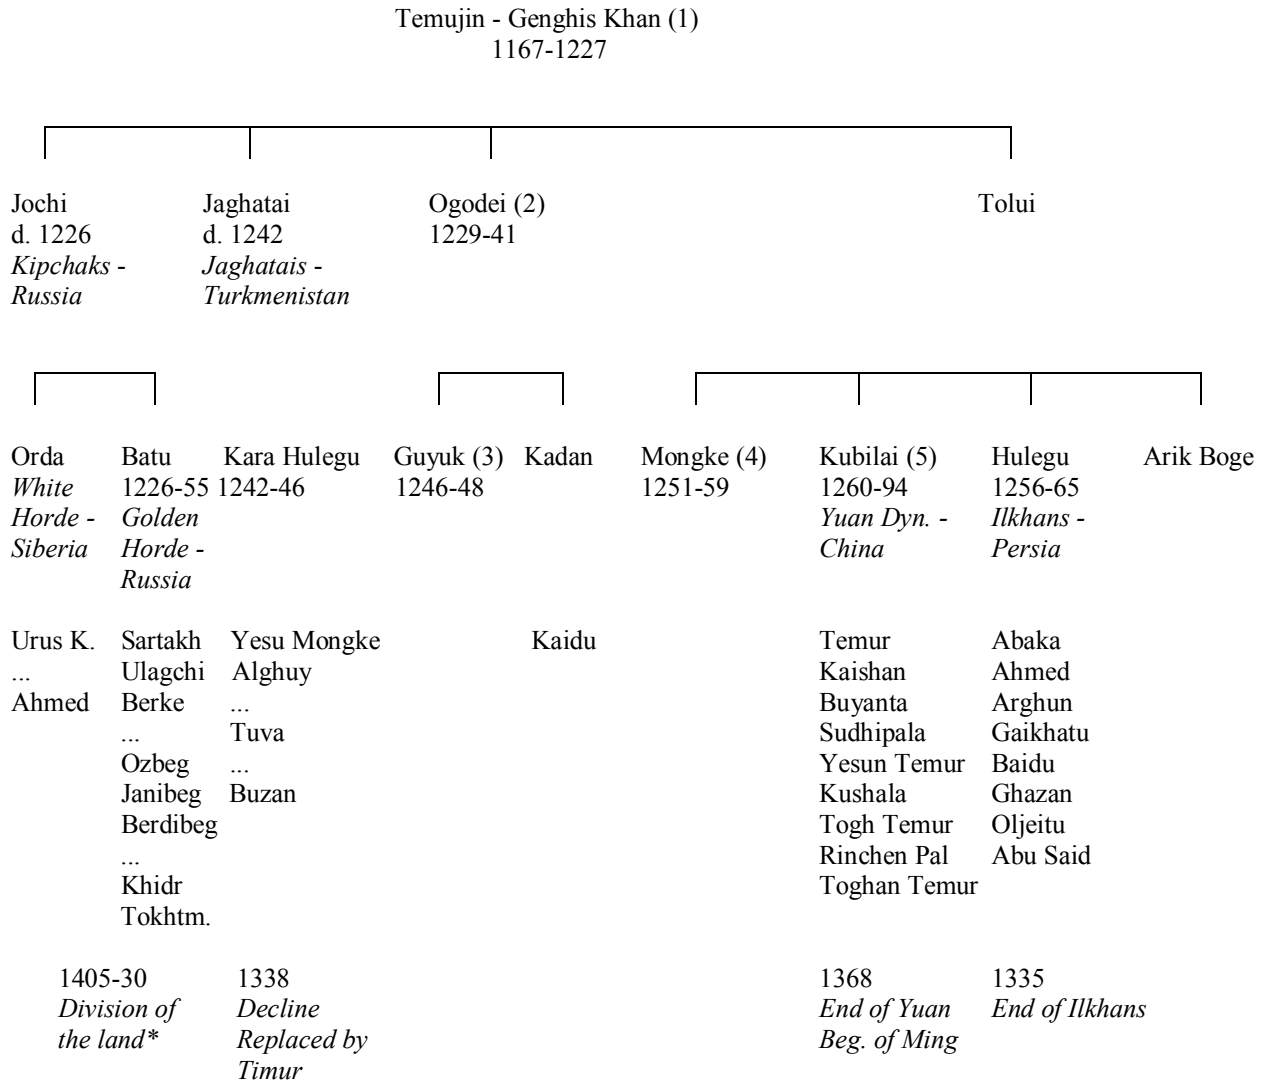 Temujin - Genghis Khan (1)
1167-1227
Jochi Jaghatai Ogodei (2) Tolui
d. 1226 d. 1242 1229-41
Kipchaks - Jaghatais -
Russia Turkmenistan
Orda Batu Kara Hulegu Guyuk (3) Kadan Mongke (4) Kubilai (5) Hulegu Arik Boge
White 1226-55 1242-46 1246-48 1251-59 1260-94 1256-65
Horde - Golden Yuan Dyn. - Ilkhans -
Siberia Horde - China Persia
Russia
Urus K. Sartakh Yesu Mongke Kaidu Temur Abaka
... Ulagchi Alghuy Kaishan Ahmed
Ahmed Berke ... Buyanta Arghun
... Tuva Sudhipala Gaikhatu
Ozbeg ... Yesun Temur Baidu
Janibeg Buzan Kushala Ghazan
Berdibeg Togh Temur Oljeitu
... Rinchen Pal Abu Said
Khidr Toghan Temur
Tokhtm.
1405-30 1338 1368 1335
Division of Decline End of Yuan End of Ilkhans
the land* Replaced by Beg. of Ming
Timur